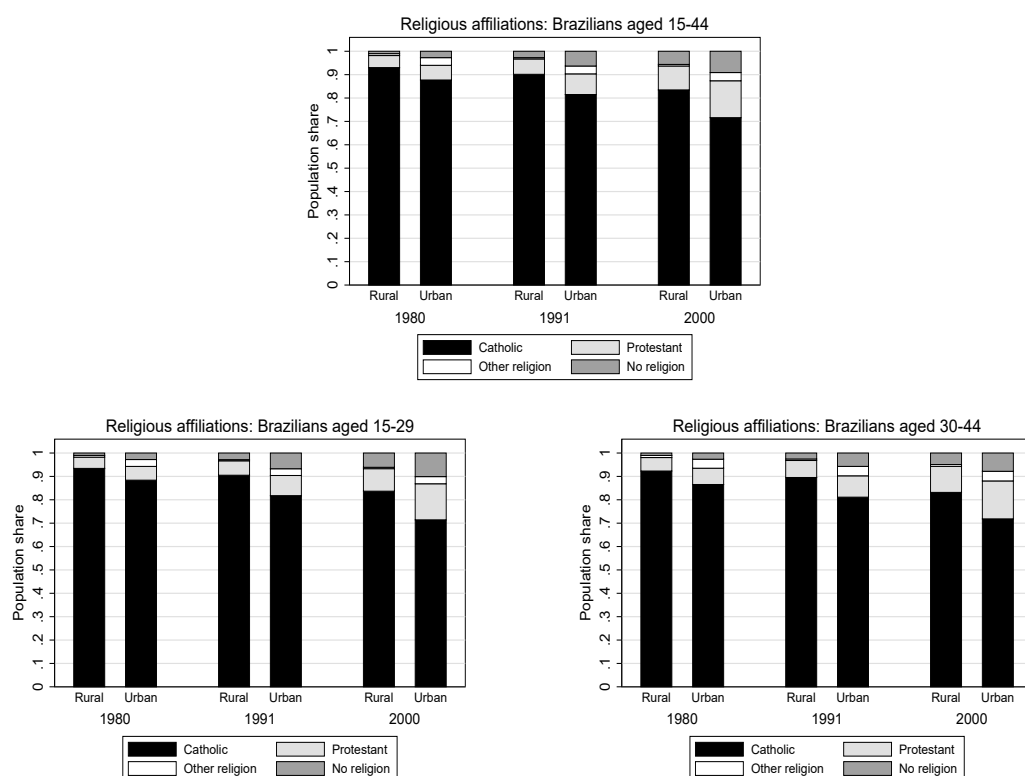 Religious affiliations: Brazilians aged 15-44
Population share
1
.9
.8
.7
.6
.5
.4
.3
.2
.1
0
Rural Urban Rural Urban Rural Urban
1980 1991 2000
Catholic Protestant
Other religion No religion
Religious affiliations: Brazilians aged 15-29
Population share
1
.9
.8
.7
.6
.5
.4
.3
.2
.1
0
Rural Urban Rural Urban Rural Urban
1980 1991 2000
Catholic Protestant
Other religion No religion
Religious affiliations: Brazilians aged 30-44
Population share
1
.9
.8
.7
.6
.5
.4
.3
.2
.1
0
Rural Urban Rural Urban Rural Urban
1980 1991 2000
Catholic Protestant
Other religion No religion